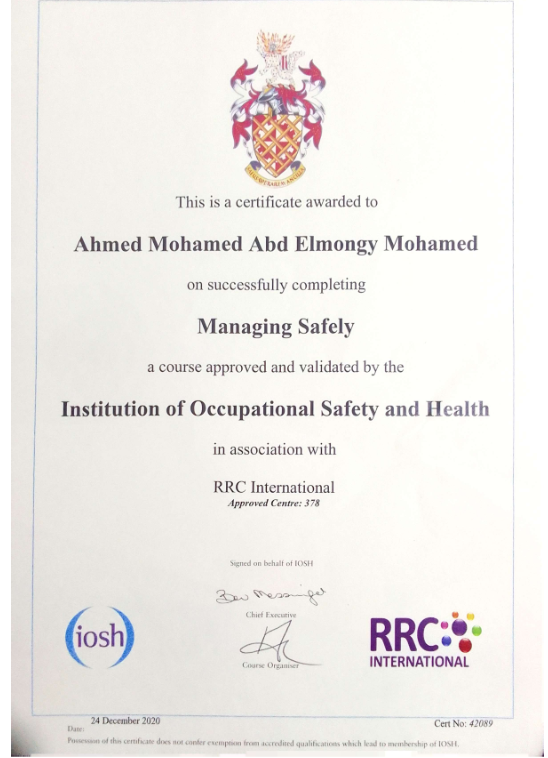 This is a certificate awarded to
Ahmed Mohamed Abd Elmongy Mohamed
on successfully completing
Managing Safely
a course approved and validated by the
Institution of Occupational Safety and Health
in association with
RRC International
Approved Centre: 378
Signed on behalf of IOSH
Bev Messinger
Chief Executive
Course Organiser
iosh
RRC
INTERNATIONAL
Date: 24 December 2020
Cert No: 42089
Possession of this certificate does not confer exemption from accredited qualifications which lead to membership of IOSH.